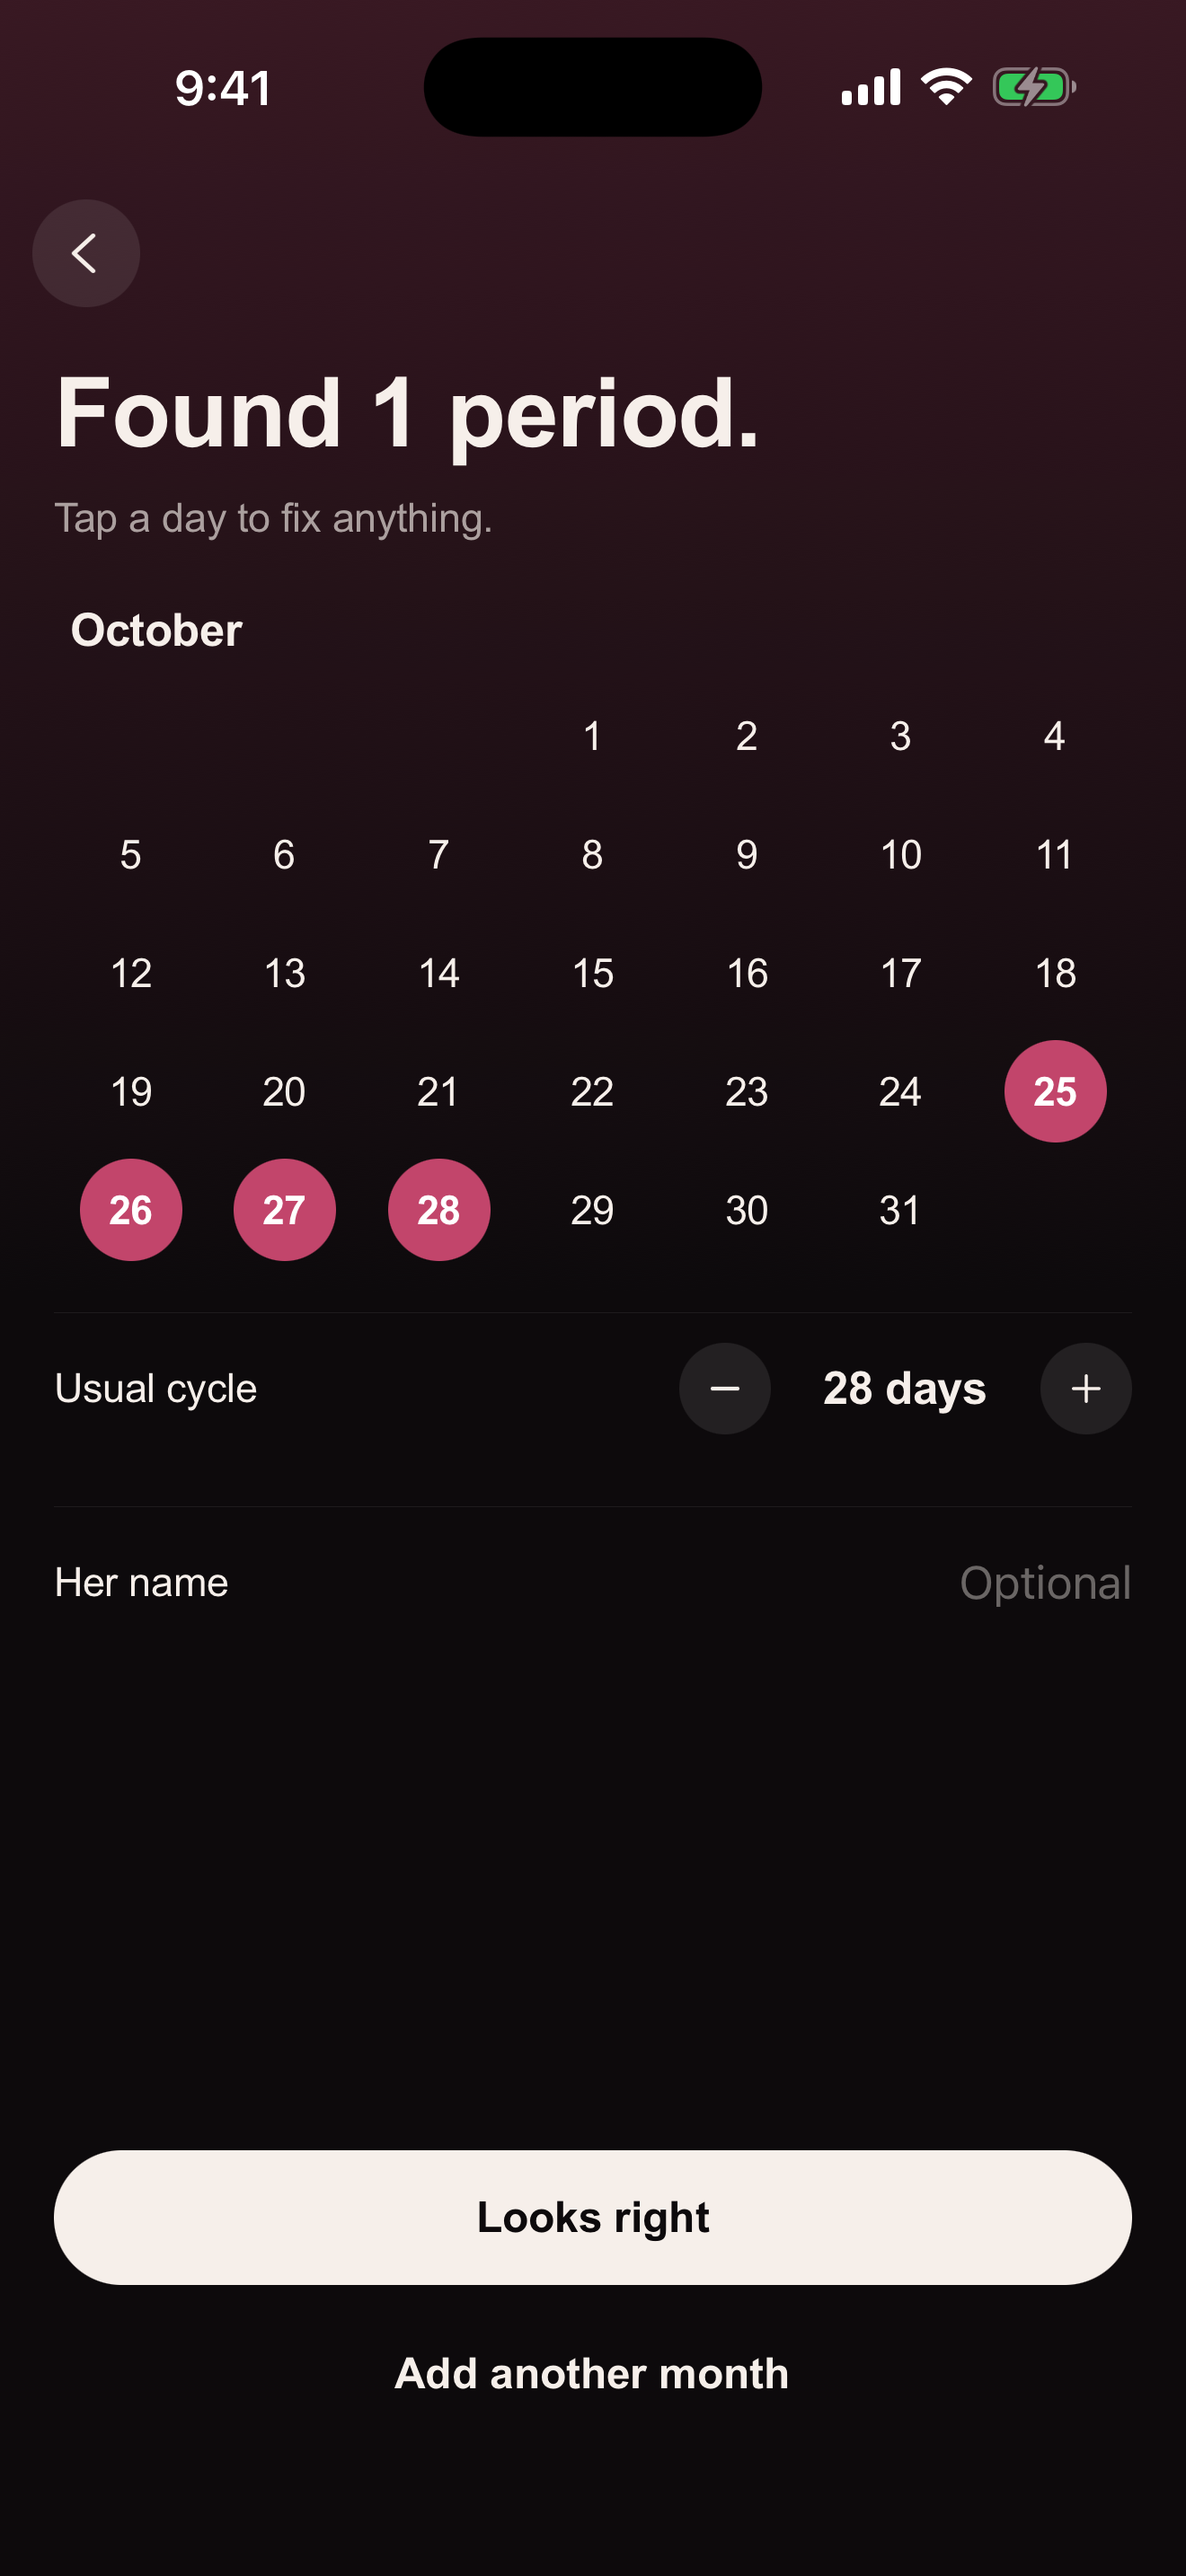 9:41
Found 1 period.
Tap a day to fix anything.
October
1 2 3 4
5 6 7 8 9 10 11
12 13 14 15 16 17 18
19 20 21 22 23 24 25
26 27 28 29 30 31
Usual cycle − 28 days +
Her name Optional
Looks right
Add another month